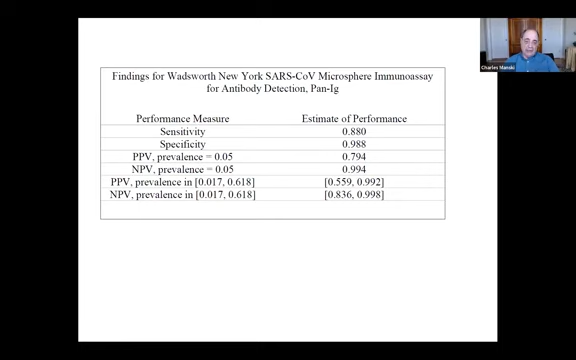 Charles Manski
Findings for Wadsworth New York SARS-CoV Microsphere Immunoassay
for Antibody Detection, Pan-Ig
Performance Measure Estimate of Performance
Sensitivity 0.880
Specificity 0.988
PPV, prevalence = 0.05 0.794
NPV, prevalence = 0.05 0.994
PPV, prevalence in [0.017, 0.618] [0.559, 0.992]
NPV, prevalence in [0.017, 0.618] [0.836, 0.998]